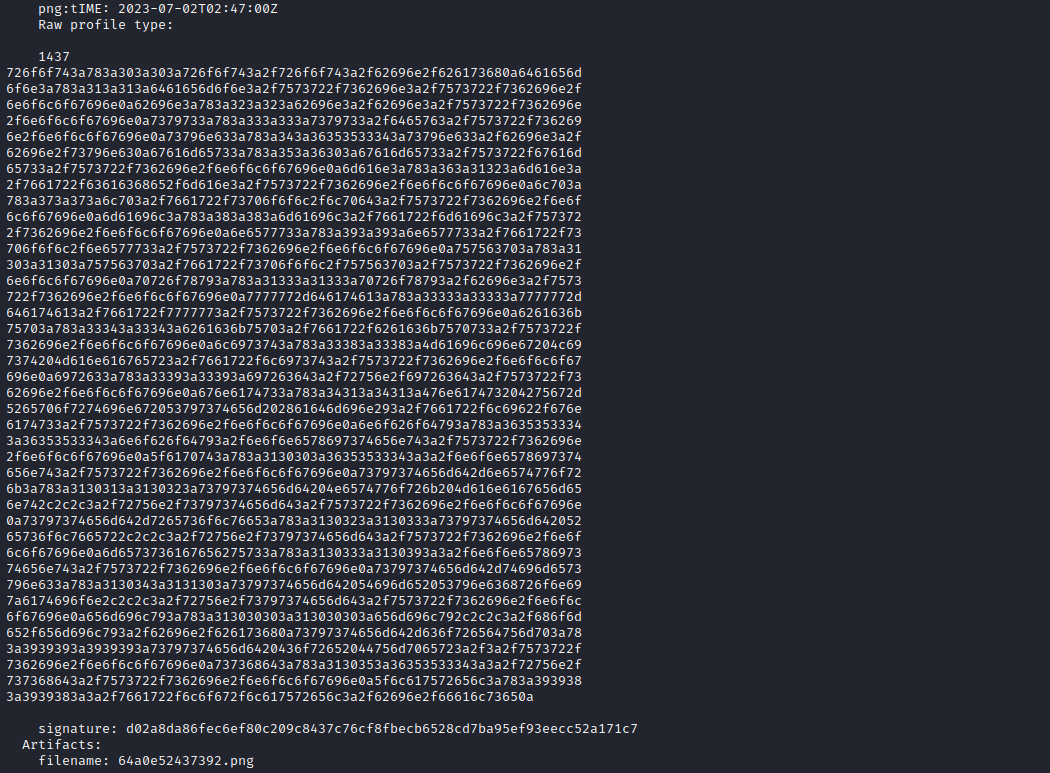 png:tIME: 2023-07-02T02:47:00Z
Raw profile type:
1437
726f6f743a783a303a303a726f6f743a2f726f6f743a2f62696e2f626173680a6461656d
6f6e3a783a313a313a6461656d6f6e3a2f7573722f7362696e3a2f7573722f7362696e2f
6e6f6c6f67696e0a62696e3a783a323a323a62696e3a2f62696e3a2f7573722f7362696e
2f6e6f6c6f67696e0a7379733a783a333a333a7379733a2f6465763a2f7573722f736269
6e2f6e6f6c6f67696e0a73796e633a783a343a36353533343a73796e633a2f62696e3a2f
62696e2f73796e630a67616d65733a783a353a36303a67616d65733a2f7573722f67616d
65733a2f7573722f7362696e2f6e6f6c6f67696e0a6d616e3a783a363a31323a6d616e3a
2f7661722f63616368652f6d616e3a2f7573722f7362696e2f6e6f6c6f67696e0a6c703a
783a373a373a6c703a2f7661722f73706f6f6c2f6c70643a2f7573722f7362696e2f6e6f
6c6f67696e0a6d61696c3a783a383a383a6d61696c3a2f7661722f6d61696c3a2f757372
2f7362696e2f6e6f6c6f67696e0a6e6577733a783a393a393a6e6577733a2f7661722f73
706f6f6c2f6e6577733a2f7573722f7362696e2f6e6f6c6f67696e0a757563703a783a31
303a31303a757563703a2f7661722f73706f6f6c2f757563703a2f7573722f7362696e2f
6e6f6c6f67696e0a70726f78793a783a31333a31333a70726f78793a2f62696e3a2f7573
722f7362696e2f6e6f6c6f67696e0a7777772d646174613a783a33333a33333a7777772d
646174613a2f7661722f7777773a2f7573722f7362696e2f6e6f6c6f67696e0a6261636b
75703a783a33343a33343a6261636b75703a2f7661722f6261636b7570733a2f7573722f
7362696e2f6e6f6c6f67696e0a6c6973743a783a33383a33383a4d61696c696e67204c69
7374204d616e616765723a2f7661722f6c6973743a2f7573722f7362696e2f6e6f6c6f67
696e0a6972633a783a33393a33393a697263643a2f72756e2f697263643a2f7573722f73
62696e2f6e6f6c6f67696e0a676e6174733a783a34313a34313a476e617473204275672d
5265706f7274696e672053797374656d202861646d696e293a2f7661722f6c69622f676e
6174733a2f7573722f7362696e2f6e6f6c6f67696e0a6e6f626f64793a783a3635353334
3a36353533343a6e6f626f64793a2f6e6f6e6578697374656e743a2f7573722f7362696e
2f6e6f6c6f67696e0a5f6170743a783a3130303a36353533343a3a2f6e6f6e6578697374
656e743a2f7573722f7362696e2f6e6f6c6f67696e0a73797374656d642d6e6574776f72
6b3a783a3130313a3130323a73797374656d64204e6574776f726b204d616e6167656d65
6e742c2c2c3a2f72756e2f73797374656d643a2f7573722f7362696e2f6e6f6c6f67696e
0a73797374656d642d7265736f6c76653a783a3130323a3130333a73797374656d642052
65736f6c7665722c2c2c3a2f72756e2f73797374656d643a2f7573722f7362696e2f6e6f
6c6f67696e0a6d6573736167656275733a783a3130333a3130393a3a2f6e6f6e65786973
74656e743a2f7573722f7362696e2f6e6f6c6f67696e0a73797374656d642d74696d6573
796e633a783a3130343a3131303a73797374656d642054696d652053796e6368726f6e69
7a6174696f6e2c2c2c3a2f72756e2f73797374656d643a2f7573722f7362696e2f6e6f6c
6f67696e0a656d696c793a783a313030303a313030303a656d696c792c2c2c3a2f686f6d
652f656d696c793a2f62696e2f626173680a73797374656d642d636f726564756d703a78
3a3939393a3939393a73797374656d6420436f72652044756d7065723a2f3a2f7573722f
7362696e2f6e6f6c6f67696e0a737368643a783a3130353a36353533343a3a2f72756e2f
737368643a2f7573722f7362696e2f6e6f6c6f67696e0a5f6c617572656c3a783a393938
3a3939383a3a2f7661722f6c6f672f6c617572656c3a2f62696e2f66616c73650a
signature: d02a8da86fec6ef80c209c8437c76cf8fbecb6528cd7ba95ef93eecc52a171c7
Artifacts:
filename: 64a0e52437392.png